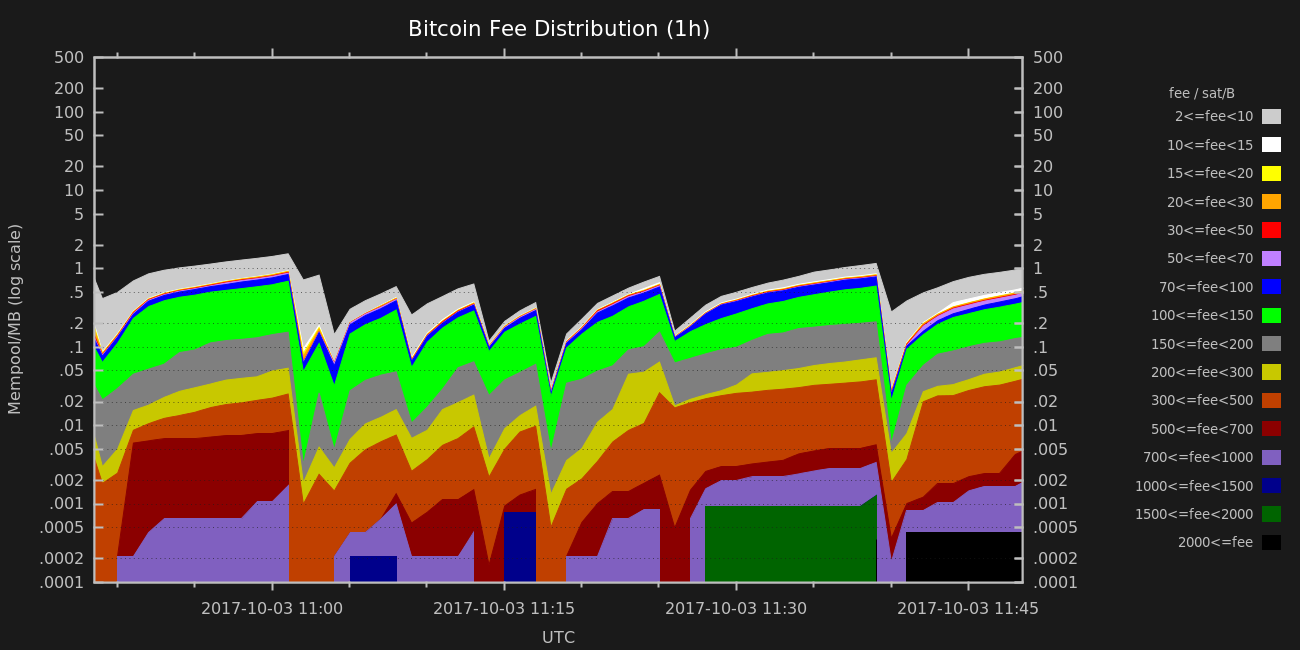 Bitcoin Fee Distribution (1h)
500 500
200 200
100 100
50 50
20 20
10 10
5 5
2 2
1 1
.5 .5
.2 .2
.1 .1
.05 .05
.02 .02
.01 .01
.005 .005
.002 .002
.001 .001
.0005 .0005
.0002 .0002
.0001 .0001
Mempool/MB (log scale)
2017-10-03 11:00 2017-10-03 11:15 2017-10-03 11:30 2017-10-03 11:45
UTC
fee / sat/B
2<=fee<10
10<=fee<15
15<=fee<20
20<=fee<30
30<=fee<50
50<=fee<70
70<=fee<100
100<=fee<150
150<=fee<200
200<=fee<300
300<=fee<500
500<=fee<700
700<=fee<1000
1000<=fee<1500
1500<=fee<2000
2000<=fee